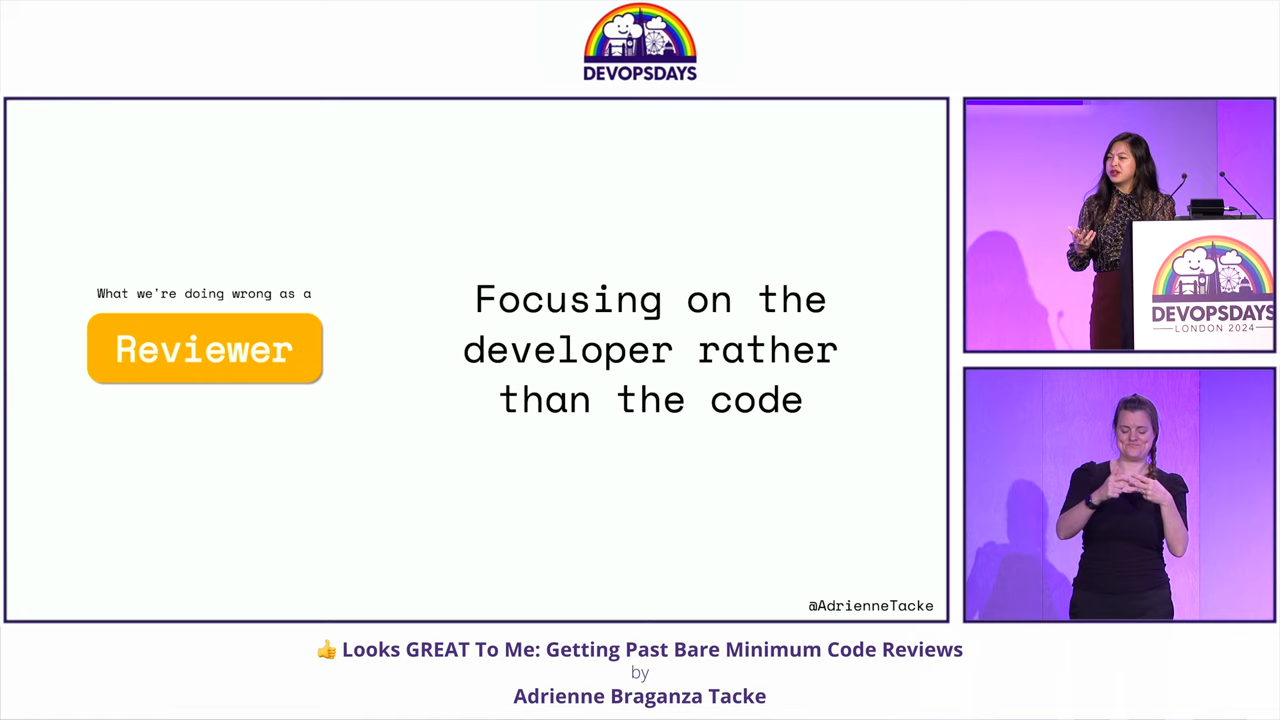 DEVOPSDAYS
What we're doing wrong as a
Reviewer
Focusing on the
developer rather
than the code
@AdrienneTacke
DEVOPSDAYS
LONDON 2024
👍 Looks GREAT To Me: Getting Past Bare Minimum Code Reviews
by
Adrienne Braganza Tacke